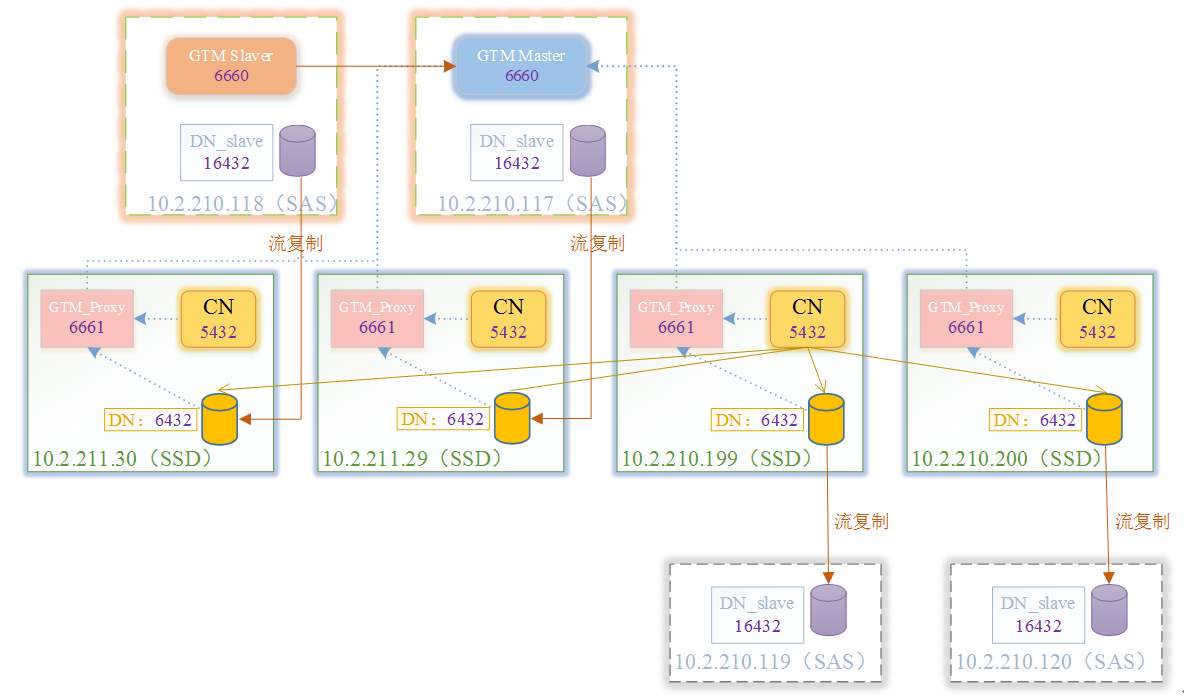 GTM Slaver
6660
GTM Master
6660
DN_slave
16432
DN_slave
16432
10.2.210.118（SAS）
10.2.210.117（SAS）
流复制
流复制
GTM_Proxy
6661
CN
5432
GTM_Proxy
6661
CN
5432
GTM_Proxy
6661
CN
5432
GTM_Proxy
6661
CN
5432
DN：6432
DN：6432
DN：6432
DN：6432
10.2.211.30（SSD）
10.2.211.29（SSD）
10.2.210.199（SSD）
10.2.210.200（SSD）
流复制
流复制
DN_slave
16432
DN_slave
16432
10.2.210.119（SAS）
10.2.210.120（SAS）